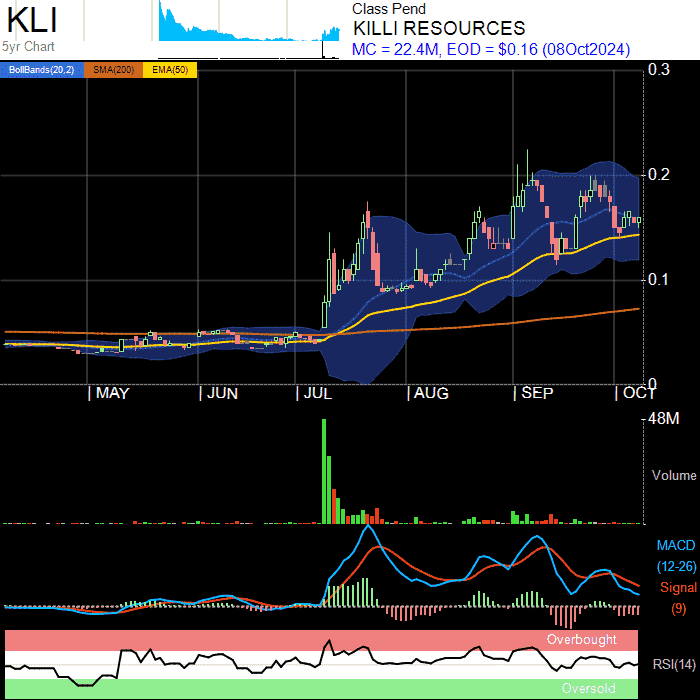 KLI
5yr Chart
Class Pend
KILLI RESOURCES
MC = 22.4M, EOD = $0.16 (08Oct2024)
BollBands(20,2) SMA(200) EMA(50)
0.3
0.2
0.1
0
MAY JUN JUL AUG SEP OCT
48M
Volume
MACD
(12-26)
Signal
(9)
Overbought
RSI(14)
Oversold